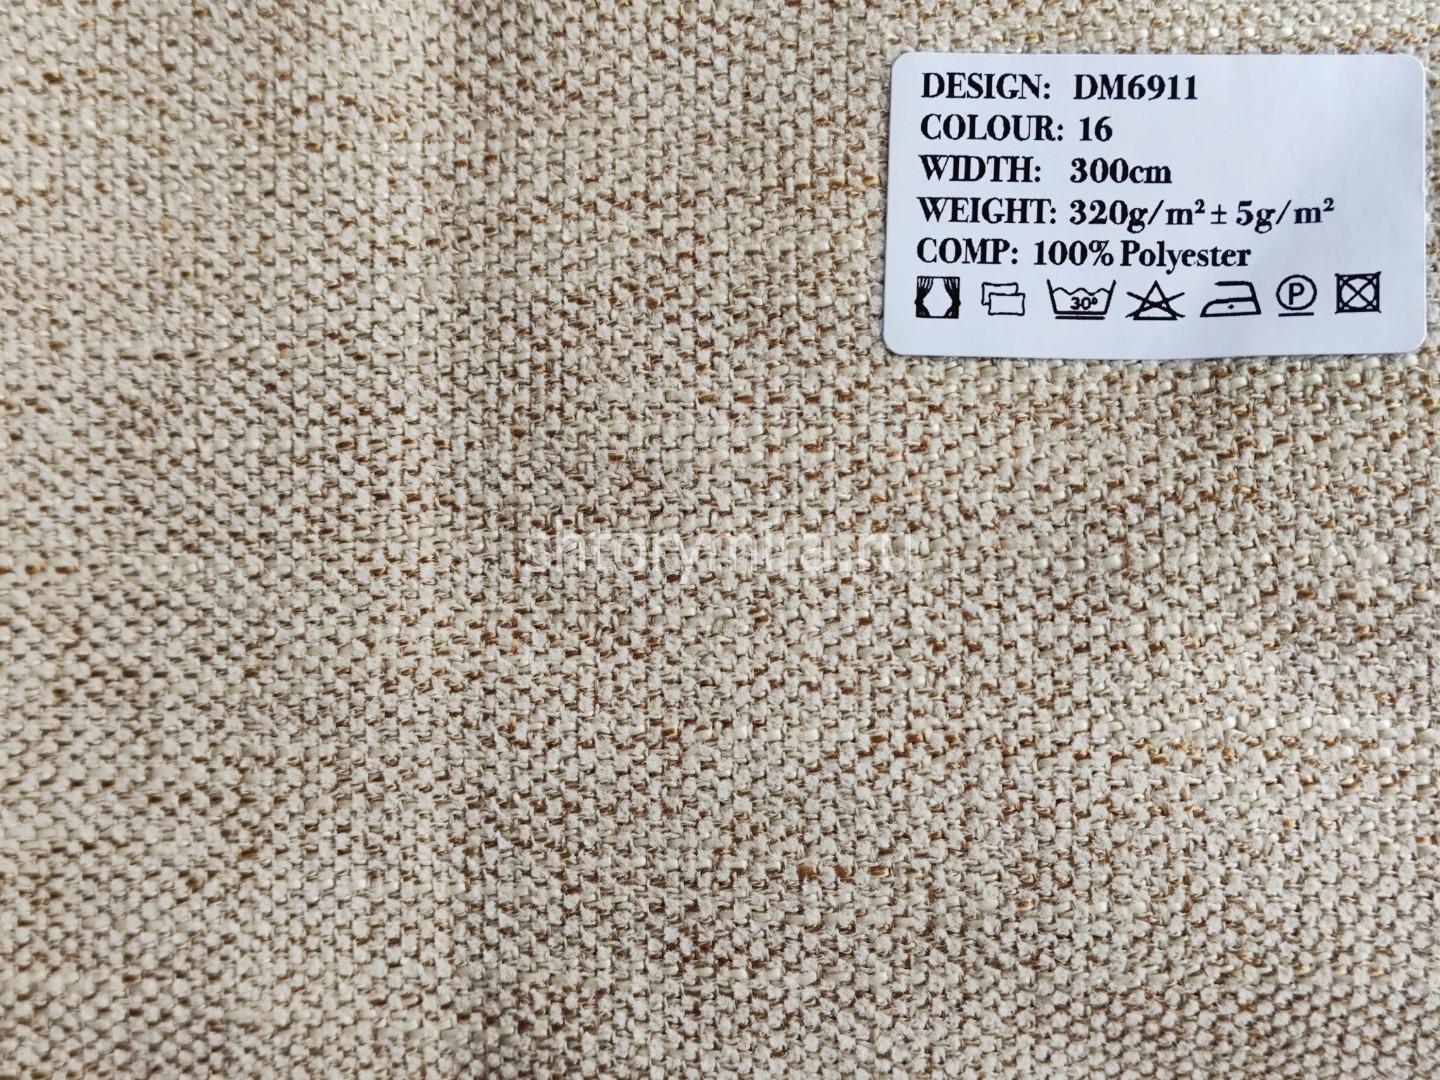 DESIGN: DM6911
COLOUR: 16
WIDTH: 300cm
WEIGHT: 320g/m² ± 5g/m²
COMP: 100% Polyester
30° P
shtorymira.ru